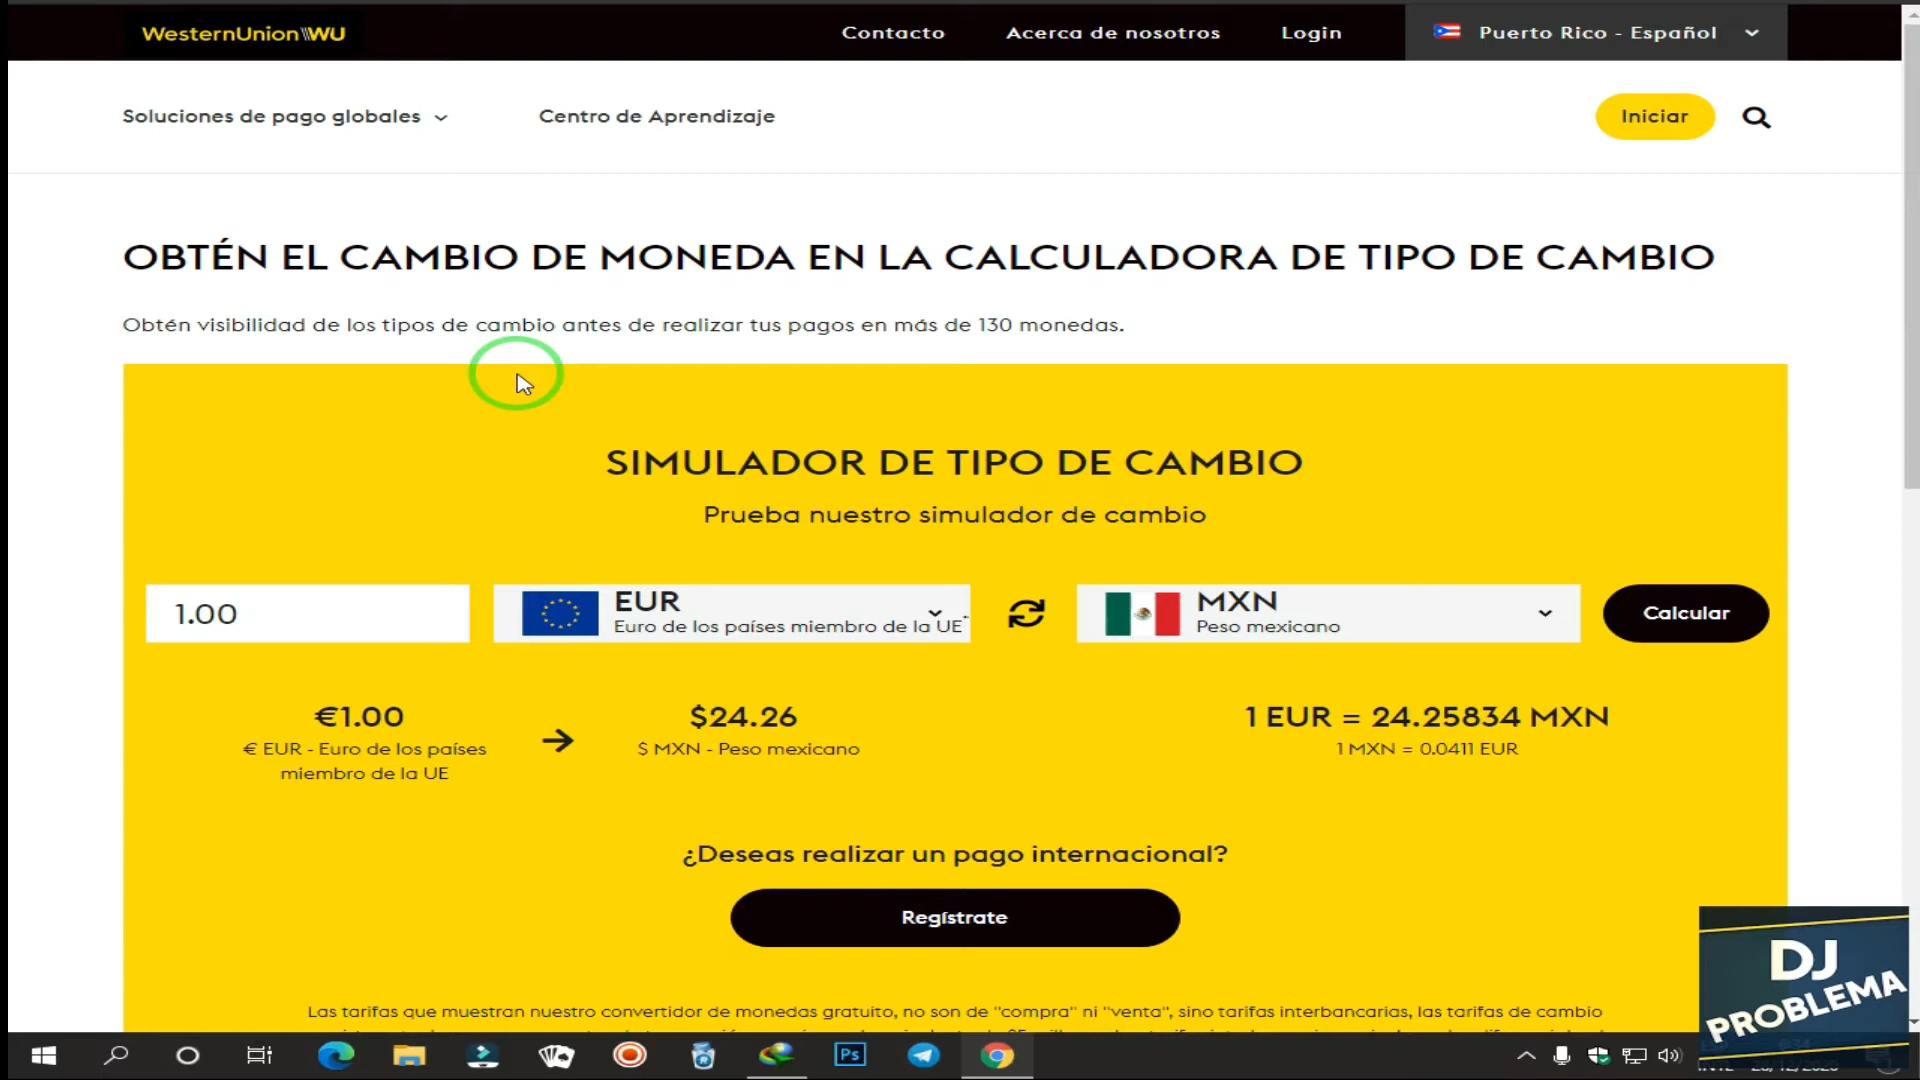 WesternUnion WU
Contacto
Acerca de nosotros
Login
Puerto Rico - Español
Soluciones de pago globales
Centro de Aprendizaje
Iniciar
OBTÉN EL CAMBIO DE MONEDA EN LA CALCULADORA DE TIPO DE CAMBIO
Obtén visibilidad de los tipos de cambio antes de realizar tus pagos en más de 130 monedas.
SIMULADOR DE TIPO DE CAMBIO
Prueba nuestro simulador de cambio
1.00
EUR
Euro de los países miembro de la UE
MXN
Peso mexicano
Calcular
€1.00
€ EUR - Euro de los países
miembro de la UE
$24.26
$ MXN - Peso mexicano
1 EUR = 24.25834 MXN
1 MXN = 0.0411 EUR
¿Deseas realizar un pago internacional?
Regístrate
Las tarifas que muestran nuestro convertidor de monedas gratuito, no son de "compra" ni "venta", sino tarifas interbancarias, las tarifas de cambio
Ps
DJ
PROBLEMA